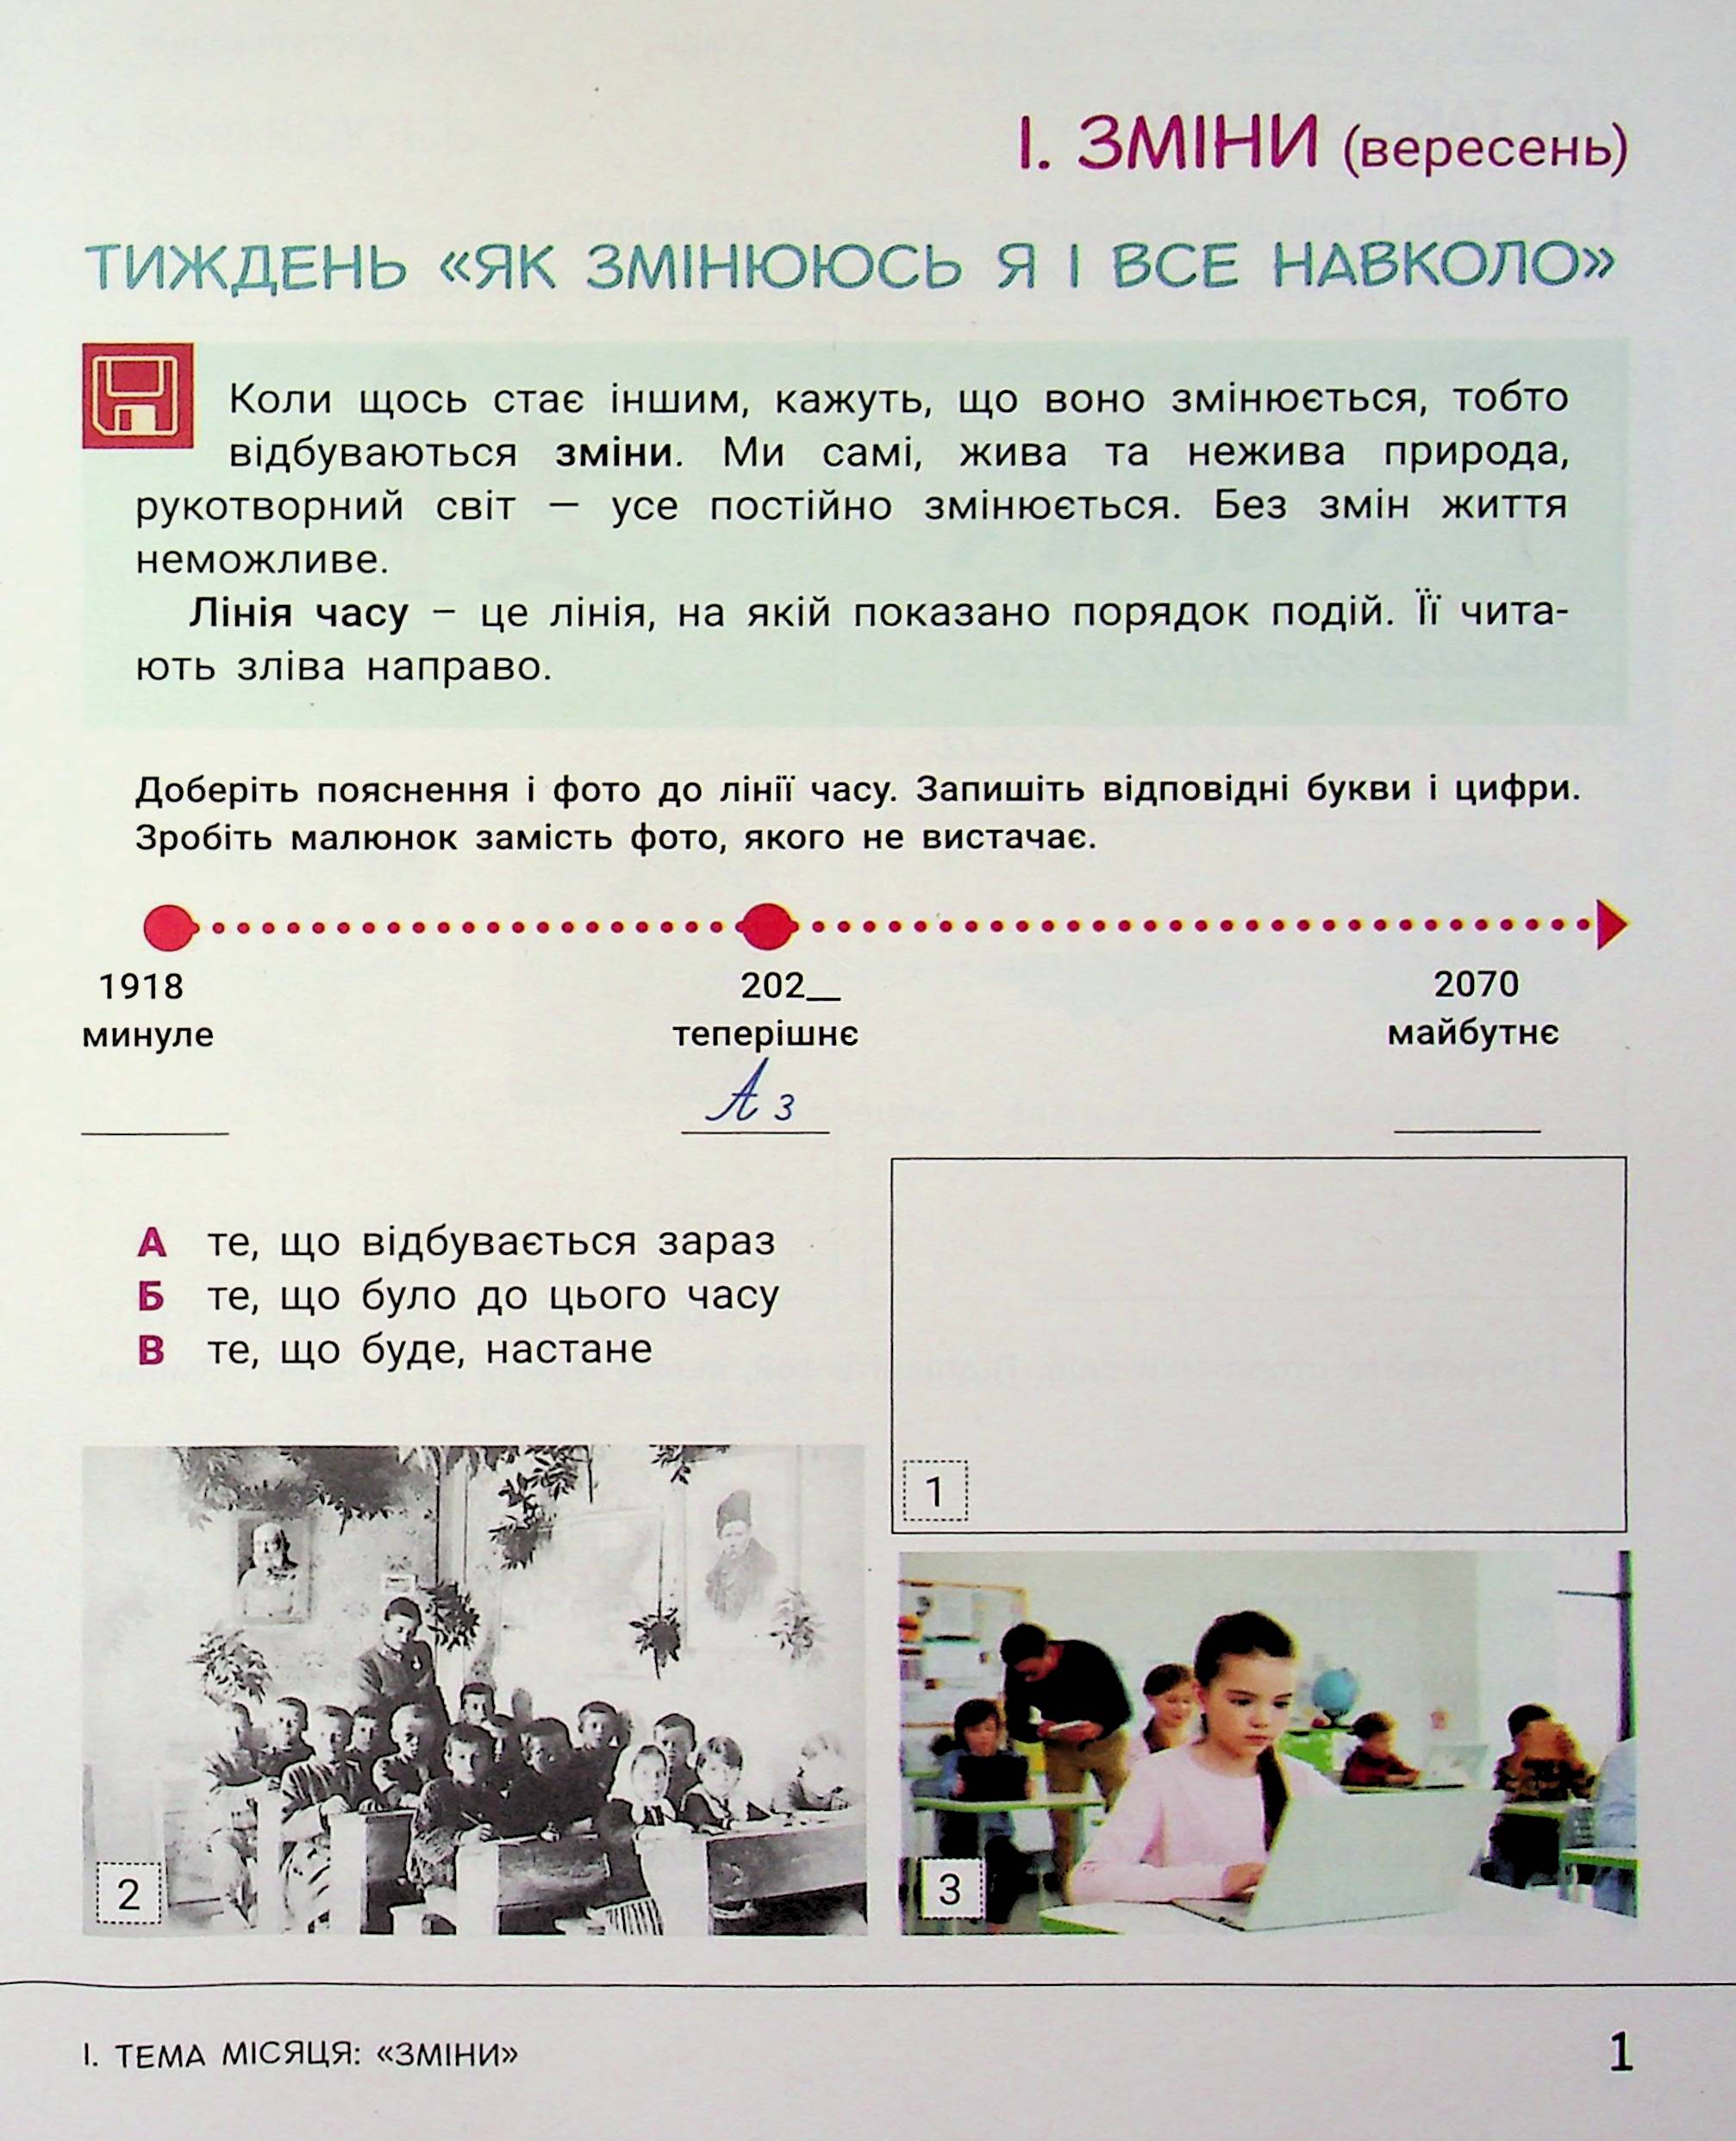 І. ЗМІНИ (вересень)
ТИЖДЕНЬ «ЯК ЗМІНЮЮСЬ Я І ВСЕ НАВКОЛО»
Коли щось стає іншим, кажуть, що воно змінюється, тобто
відбуваються зміни. Ми самі, жива та нежива природа,
рукотворний світ — усе постійно змінюється. Без змін життя
неможливе.
Лінія часу – це лінія, на якій показано порядок подій. Її чита-
ють зліва направо.
Доберіть пояснення і фото до лінії часу. Запишіть відповідні букви і цифри.
Зробіть малюнок замість фото, якого не вистачає.
1918 202__ 2070
минуле теперішнє майбутнє
А 3
А те, що відбувається зараз
Б те, що було до цього часу
В те, що буде, настане
1
2
3
І. ТЕМА МІСЯЦЯ: «ЗМІНИ»
1